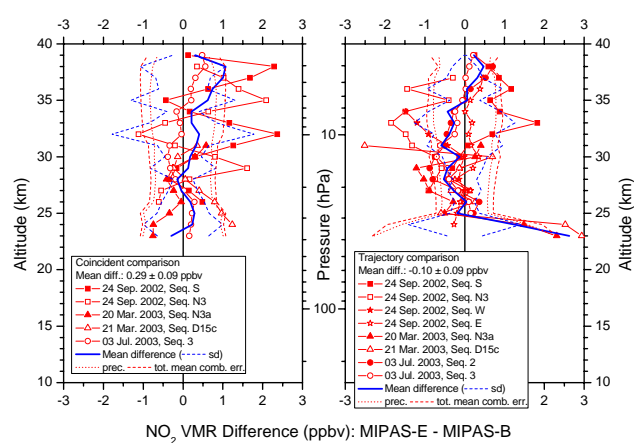 -3 -2 -1 0 1 2 3
-3 -2 -1 0 1 2 3
40
35
30
25
20
15
10
Altitude (km)
Coincident comparison
Mean diff.: 0.29 ± 0.09 ppbv
24 Sep. 2002, Seq. S
24 Sep. 2002, Seq. N3
20 Mar. 2003, Seq. N3a
21 Mar. 2003, Seq. D15c
03 Jul. 2003, Seq. 3
Mean difference (----- sd)
prec. tot. mean comb. err.
-3 -2 -1 0 1 2 3
10
100
Pressure (hPa)
Trajectory comparison
Mean diff.: -0.10 ± 0.09 ppbv
24 Sep. 2002, Seq. S
24 Sep. 2002, Seq. N3
24 Sep. 2002, Seq. W
24 Sep. 2002, Seq. E
20 Mar. 2003, Seq. N3a
21 Mar. 2003, Seq. D15c
03 Jul. 2003, Seq. 2
03 Jul. 2003, Seq. 3
Mean difference (----- sd)
prec. tot. mean comb. err.
-3 -2 -1 0 1 2 3
40
35
30
25
20
15
10
Altitude (km)
NO₂ VMR Difference (ppbv): MIPAS-E - MIPAS-B